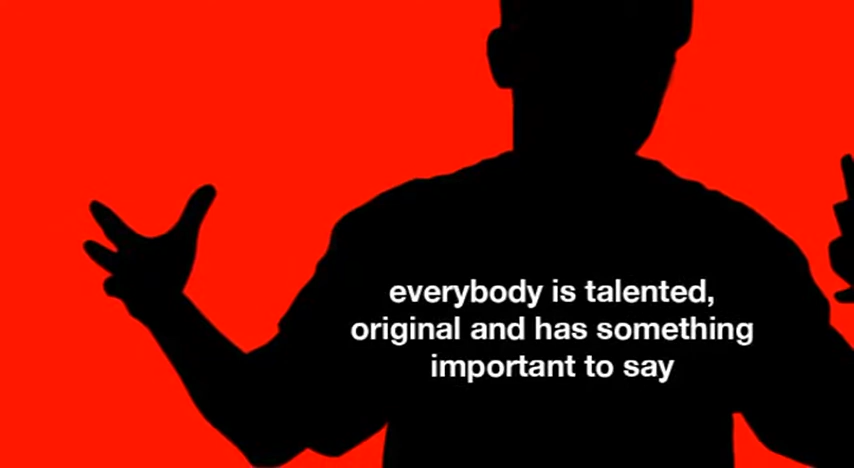 everybody is talented,
original and has something
important to say